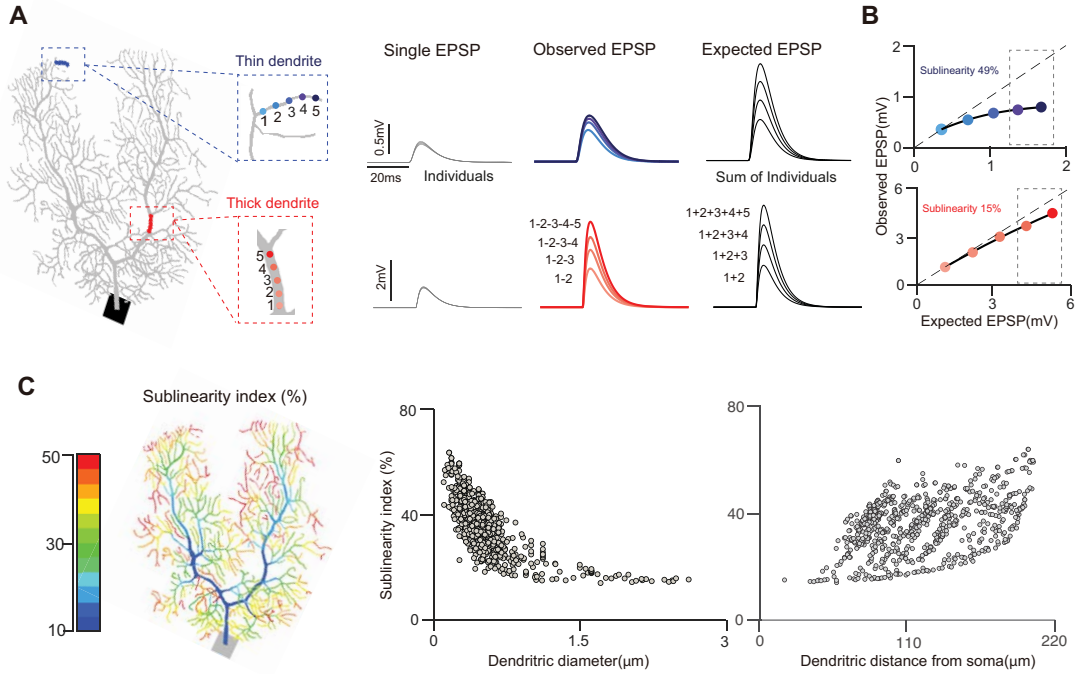 A
Thin dendrite
1
2
3
4
5
Thick dendrite
5
4
3
2
1
Single EPSP
Observed EPSP
Expected EPSP
0.5mV
20ms
Individuals
Sum of Individuals
2mV
1-2-3-4-5
1-2-3-4
1-2-3
1-2
1+2+3+4+5
1+2+3+4
1+2+3
1+2
B
Observed EPSP(mV)
2
1
0
Sublinearity 49%
0
1
2
6
3
0
Sublinearity 15%
0
3
6
Expected EPSP(mV)
C
Sublinearity index (%)
50
30
10
Sublinearity index (%)
80
40
0
0
1.5
3
Dendritric diameter(μm)
80
40
0
0
110
220
Dendritric distance from soma(μm)